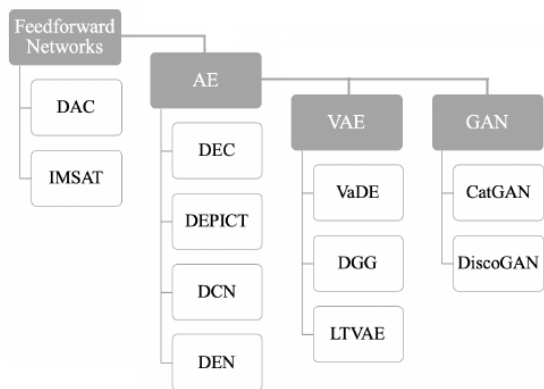 Feedforward
Networks
DAC
IMSAT
AE
DEC
DEPICT
DCN
DEN
VAE
VaDE
DGG
LTVAE
GAN
CatGAN
DiscoGAN